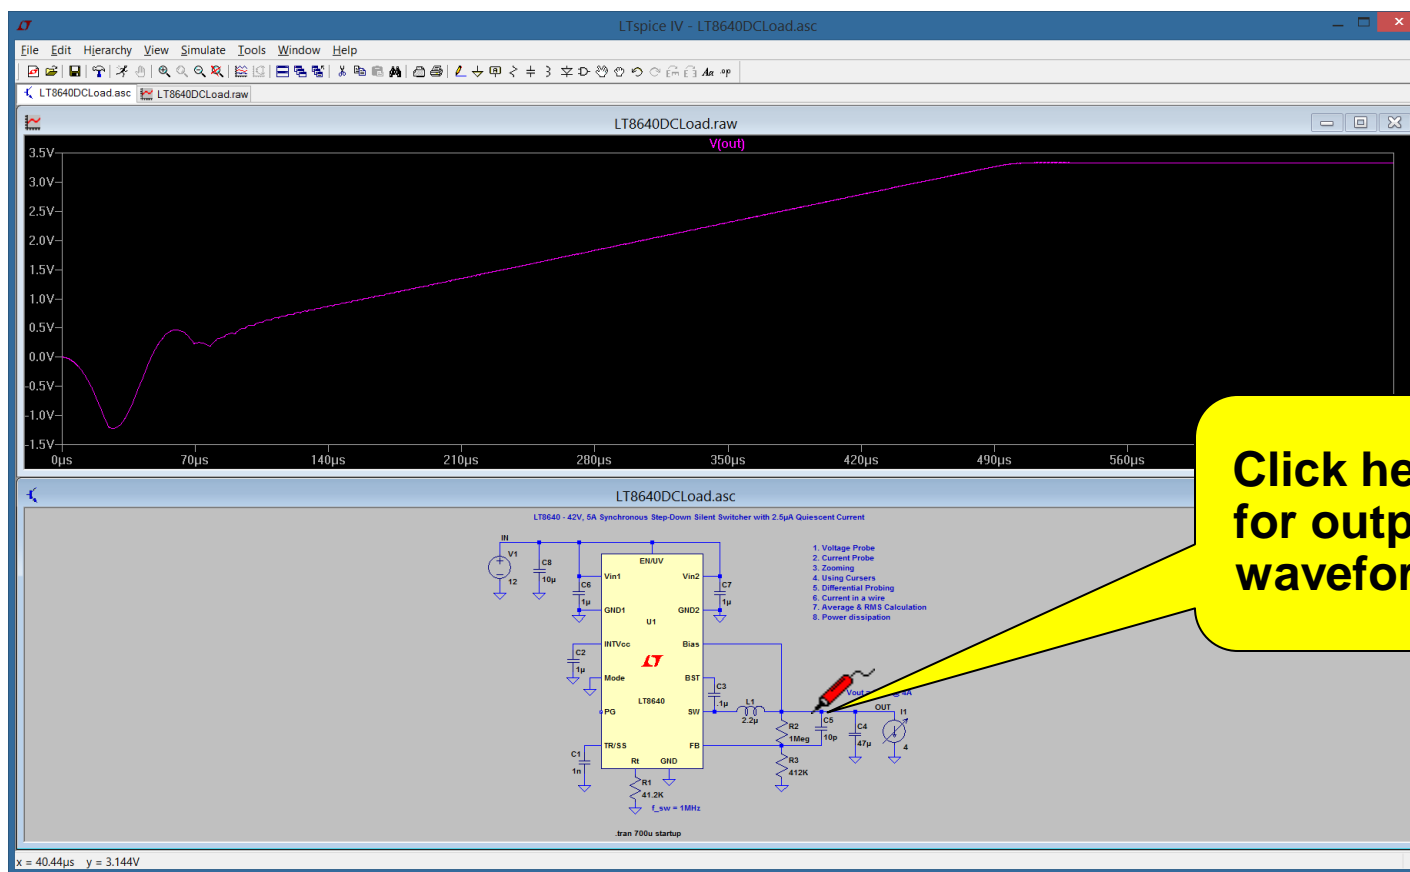 LTspice IV - LT8640DCLoad.asc
File Edit Hierarchy View Simulate Tools Window Help
LT8640DCLoad.asc LT8640DCLoad.raw
LT8640DCLoad.raw
V(out)
3.5V
3.0V
2.5V
2.0V
1.5V
1.0V
0.5V
0.0V
-0.5V
-1.0V
-1.5V
0µs 70µs 140µs 210µs 280µs 350µs 420µs 490µs 560µs
Click he
for outp
wavefor
LT8640DCLoad.asc
LT8640 - 42V, 5A Synchronous Step-Down Silent Switcher with 2.5µA Quiescent Current
IN
V1
12
C8
10µ
C6
1µ
EN/UV
Vin1
Vin2
C7
1µ
GND1
GND2
U1
1. Voltage Probe
2. Current Probe
3. Zooming
4. Using Cursers
5. Differential Probing
6. Current in a wire
7. Average & RMS Calculation
8. Power dissipation
C2
1µ
INTVcc
Bias
Mode
BST
C3
.1µ
LT8640
PG
SW
L1
2.2µ
Vout
4A
OUT
I1
4
R2
1Meg
C5
10p
C4
47µ
C1
1n
TR/SS
FB
Rt
GND
R3
412K
R1
41.2K
f_sw = 1MHz
.tran 700u startup
x = 40.44µs y = 3.144V